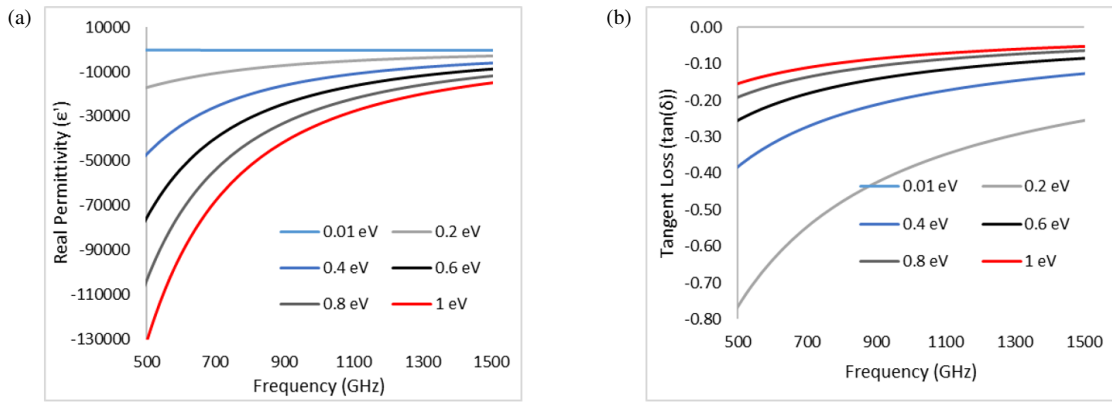 (a)
10000
-10000
-30000
-50000
-70000
-90000
-110000
-130000
Real Permittivity (ε')
0.01 eV 0.2 eV
0.4 eV 0.6 eV
0.8 eV 1 eV
500 700 900 1100 1300 1500
Frequency (GHz)
(b)
0.00
-0.10
-0.20
-0.30
-0.40
-0.50
-0.60
-0.70
-0.80
Tangent Loss (tan(δ))
0.01 eV 0.2 eV
0.4 eV 0.6 eV
0.8 eV 1 eV
500 700 900 1100 1300 1500
Frequency (GHz)